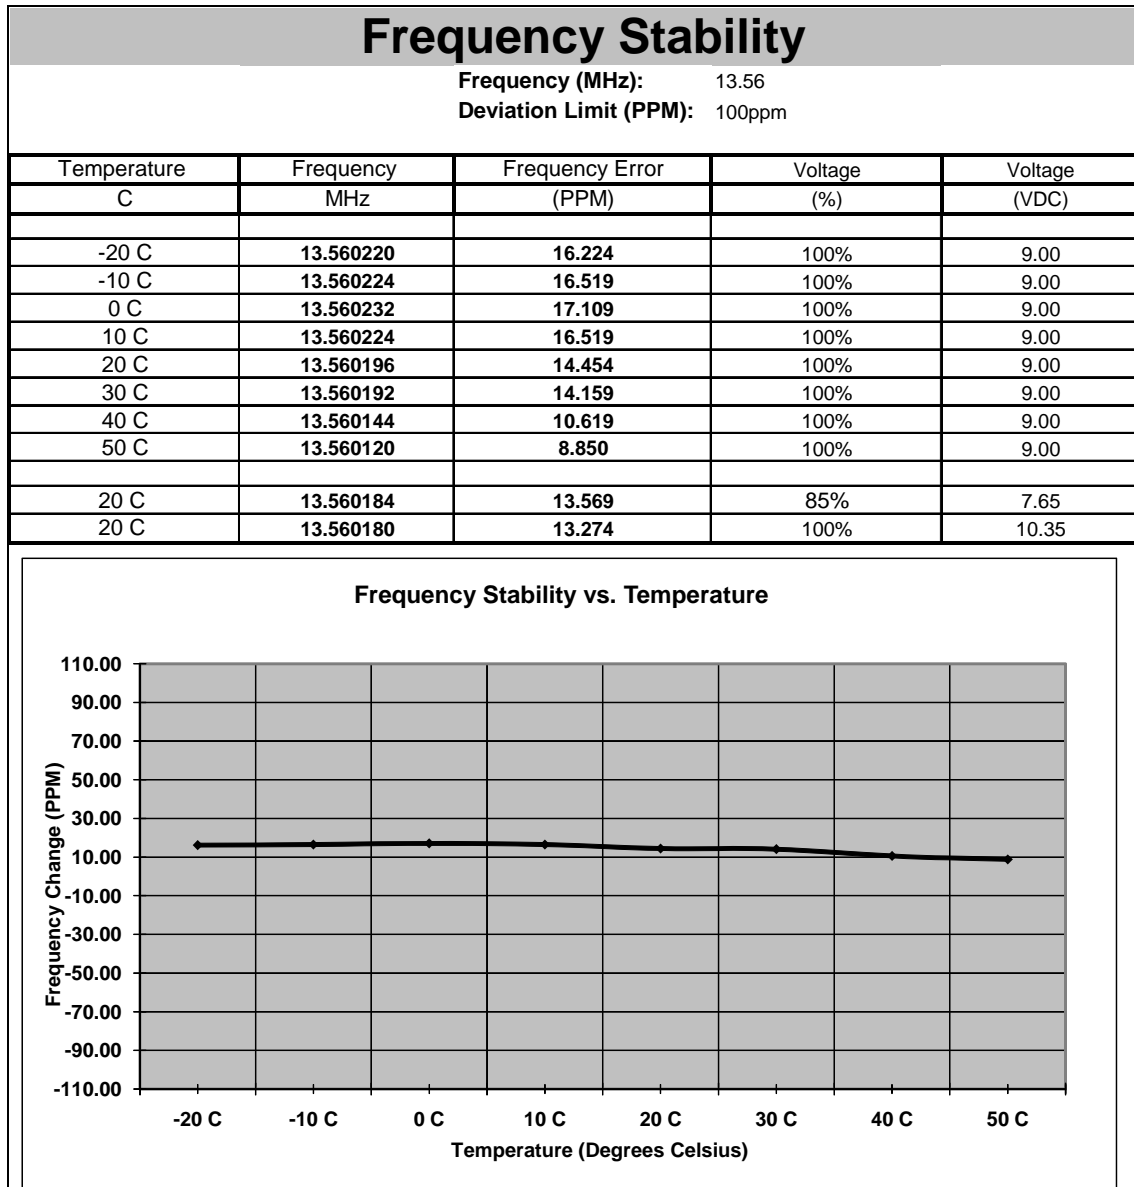 Frequency Stability
Frequency (MHz): 13.56
Deviation Limit (PPM): 100ppm
Temperature Frequency Frequency Error Voltage Voltage
C MHz (PPM) (%) (VDC)
-20 C 13.560220 16.224 100% 9.00
-10 C 13.560224 16.519 100% 9.00
0 C 13.560232 17.109 100% 9.00
10 C 13.560224 16.519 100% 9.00
20 C 13.560196 14.454 100% 9.00
30 C 13.560192 14.159 100% 9.00
40 C 13.560144 10.619 100% 9.00
50 C 13.560120 8.850 100% 9.00
20 C 13.560184 13.569 85% 7.65
20 C 13.560180 13.274 100% 10.35
Frequency Stability vs. Temperature
Frequency Change (PPM)
110.00
90.00
70.00
50.00
30.00
10.00
-10.00
-30.00
-50.00
-70.00
-90.00
-110.00
-20 C -10 C 0 C 10 C 20 C 30 C 40 C 50 C
Temperature (Degrees Celsius)